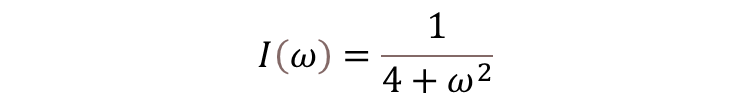 I(ω) = 1 / (4 + ω²)